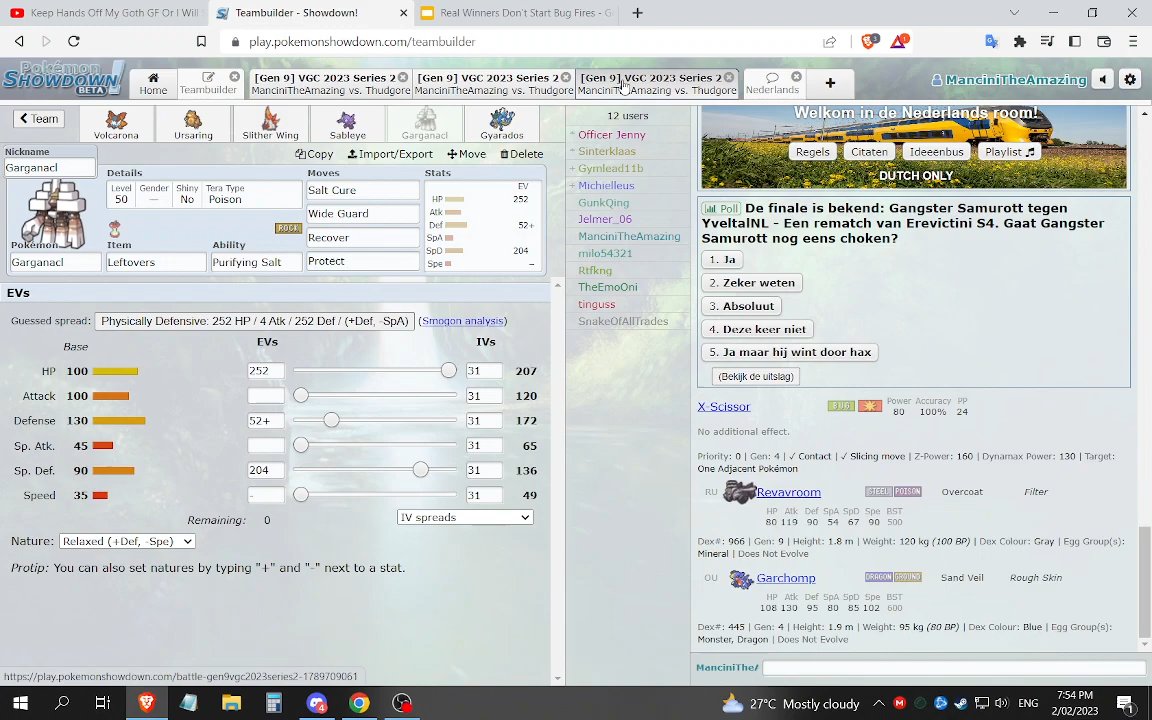 Keep Hands Off My Goth GF Or I Will
Teambuilder - Showdown!
Real Winners Don't Start Bug Fires - G
play.pokemonshowdown.com/teambuilder
Pokémon
SHOWDOWN!
BETA!
Home
Teambuilder
[Gen 9] VGC 2023 Series 2
ManciniTheAmazing vs. Thudgore
[Gen 9] VGC 2023 Series 2
ManciniTheAmazing vs. Thudgore
[Gen 9] VGC 2023 Series 2
ManciniTheAmazing vs. Thudgore
Nederlands
ManciniTheAmazing
Team
Volcarona
Ursaring
Slither Wing
Sableye
Garganacl
Gyarados
Nickname
Garganacl
Copy
Import/Export
Move
Delete
Details
Level
50
Gender
—
Shiny
No
Tera Type
Poison
ROCK
Pokémon
Garganacl
Item
Leftovers
Ability
Purifying Salt
Moves
Salt Cure
Wide Guard
Recover
Protect
Stats
EV
HP 252
Atk
Def 52+
SpA
SpD 204
Spe –
EVs
Guessed spread: Physically Defensive: 252 HP / 4 Atk / 252 Def / (+Def, -SpA) (Smogon analysis)
Base EVs IVs
HP 100 252 31 207
Attack 100 31 120
Defense 130 52+ 31 172
Sp. Atk. 45 31 65
Sp. Def. 90 204 31 136
Speed 35 - 31 49
Remaining: 0
IV spreads
Nature: Relaxed (+Def, -Spe)
Protip: You can also set natures by typing "+" and "-" next to a stat.
https://play.pokemonshowdown.com/battle-gen9vgc2023series2-1789709061
12 users
Officer Jenny
Sinterklaas
Gymlead11b
Michielleus
GunkQing
Jelmer_06
ManciniTheAmazing
milo54321
Rtfkng
TheEmoOni
tinguss
SnakeOfAllTrades
Welkom in de Nederlands room!
Regels
Citaten
Ideeenbus
Playlist
DUTCH ONLY
Poll De finale is bekend: Gangster Samurott tegen
YveltalNL - Een rematch van Erevictini S4. Gaat Gangster
Samurott nog eens choken?
1. Ja
2. Zeker weten
3. Absoluut
4. Deze keer niet
5. Ja maar hij wint door hax
(Bekijk de uitslag)
X-Scissor
BUG
Power
80
Accuracy
100%
PP
24
No additional effect.
Priority: 0 | Gen: 4 | ✓ Contact | ✓ Slicing move | Z-Power: 160 | Dynamax Power: 130 | Target:
One Adjacent Pokémon
RU Revavroom STEEL POISON Overcoat Filter
HP Atk Def SpA SpD Spe BST
80 119 90 54 67 90 500
Dex#: 966 | Gen: 9 | Height: 1.8 m | Weight: 120 kg (100 BP) | Dex Colour: Gray | Egg Group(s):
Mineral | Does Not Evolve
OU Garchomp DRAGON GROUND Sand Veil Rough Skin
HP Atk Def SpA SpD Spe BST
108 130 95 80 85 102 600
Dex#: 445 | Gen: 4 | Height: 1.9 m | Weight: 95 kg (80 BP) | Dex Colour: Blue | Egg Group(s):
Monster, Dragon | Does Not Evolve
ManciniTheA
27°C Mostly cloudy
ENG
7:54 PM
2/02/2023